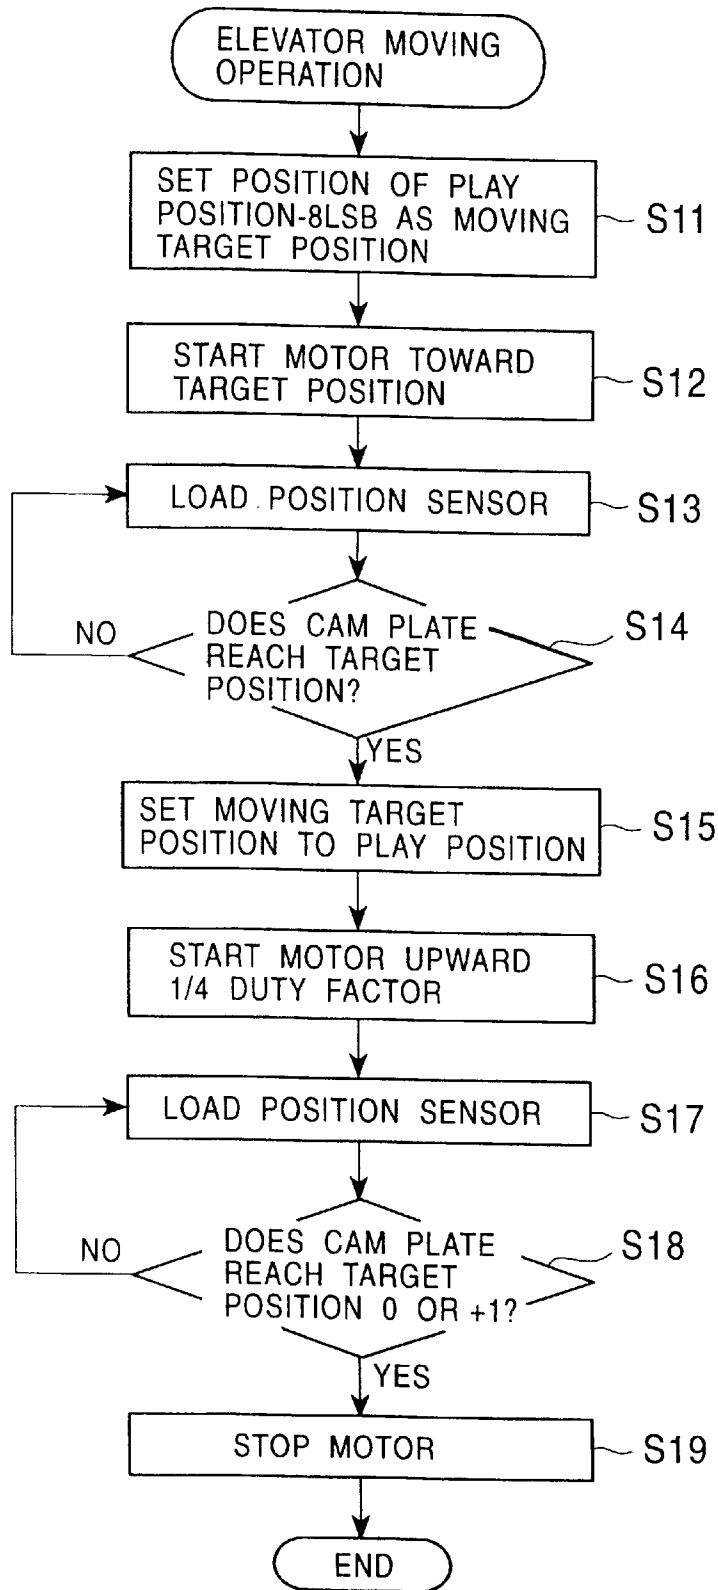 ELEVATOR MOVING
OPERATION
SET POSITION OF PLAY
POSITION-8LSB AS MOVING
TARGET POSITION
S11
START MOTOR TOWARD
TARGET POSITION
S12
LOAD POSITION SENSOR
S13
DOES CAM PLATE
REACH TARGET
POSITION?
S14
NO
YES
SET MOVING TARGET
POSITION TO PLAY POSITION
S15
START MOTOR UPWARD
1/4 DUTY FACTOR
S16
LOAD POSITION SENSOR
S17
DOES CAM PLATE
REACH TARGET
POSITION 0 OR +1?
S18
NO
YES
STOP MOTOR
S19
END